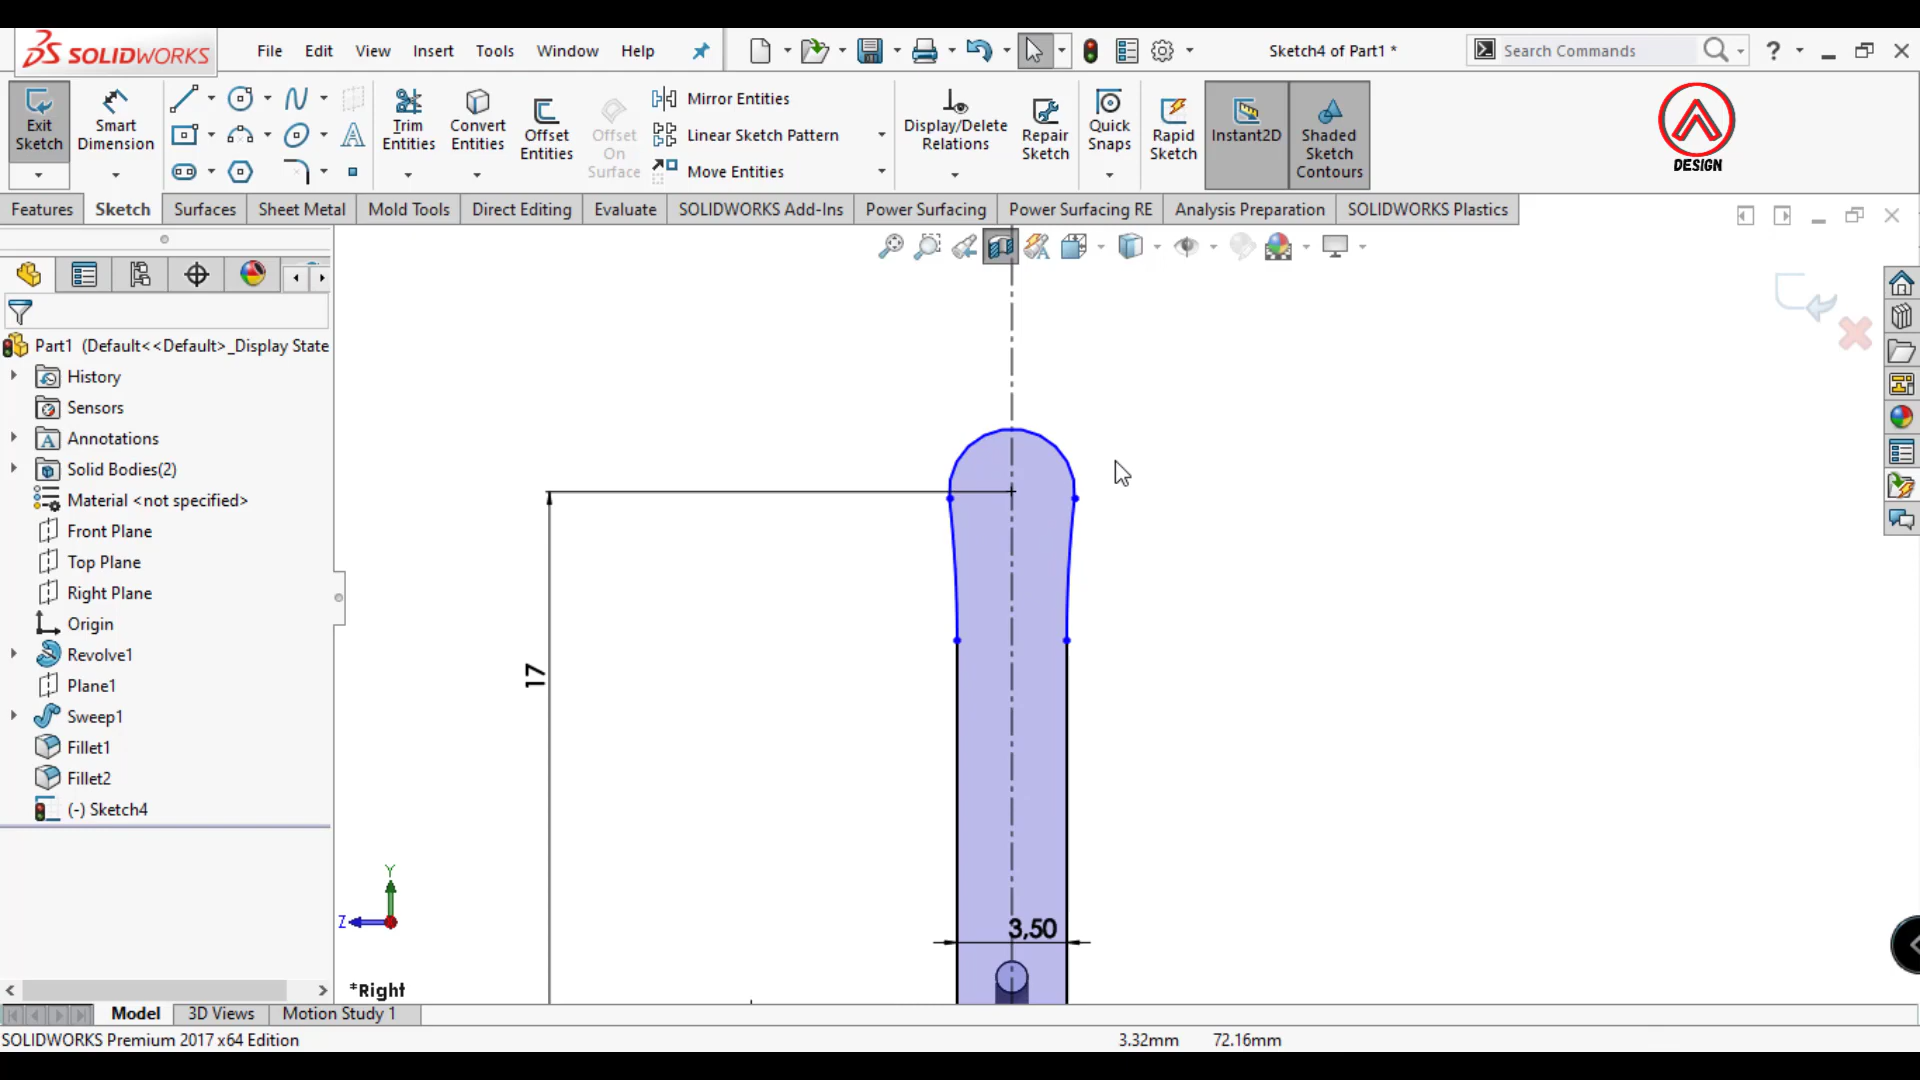 SOLIDWORKS
File Edit View Insert Tools Window Help
Sketch4 of Part1 *
Search Commands
?
Exit Sketch
Smart Dimension
Trim Entities
Convert Entities
Offset Entities
Offset On Surface
Mirror Entities
Linear Sketch Pattern
Move Entities
Display/Delete Relations
Repair Sketch
Quick Snaps
Rapid Sketch
Instant2D
Shaded Sketch Contours
DESIGN
Features Sketch Surfaces Sheet Metal Mold Tools Direct Editing Evaluate SOLIDWORKS Add-Ins Power Surfacing Power Surfacing RE Analysis Preparation SOLIDWORKS Plastics
Part1 (Default<<Default>_Display State
History
Sensors
Annotations
Solid Bodies(2)
Material <not specified>
Front Plane
Top Plane
Right Plane
Origin
Revolve1
Plane1
Sweep1
Fillet1
Fillet2
(-) Sketch4
17
3,50
Y
Z
*Right
Model 3D Views Motion Study 1
SOLIDWORKS Premium 2017 x64 Edition
3.32mm 72.16mm